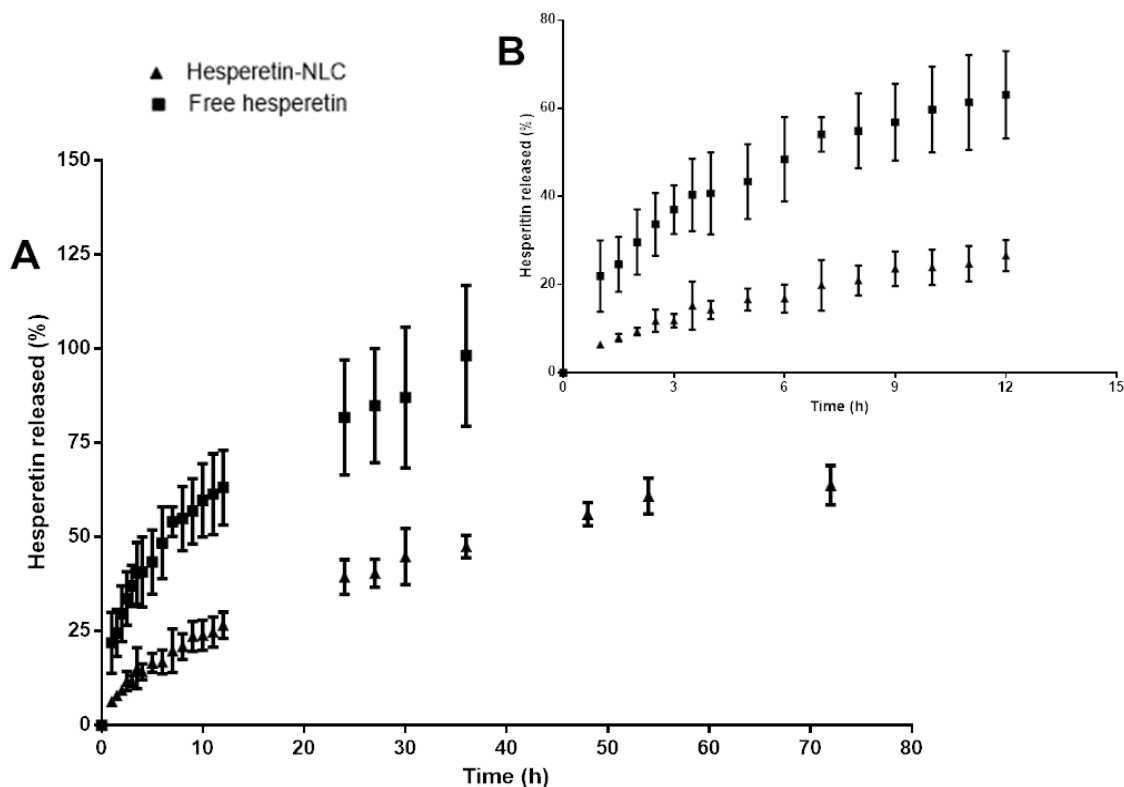 Hesperetin-NLC
Free hesperetin
A
Hesperetin released (%)
150
125
100
75
50
25
0
0 10 20 30 40 50 60 70 80
Time (h)
B
Hesperitin released (%)
80
60
40
20
0
0 3 6 9 12 15
Time (h)